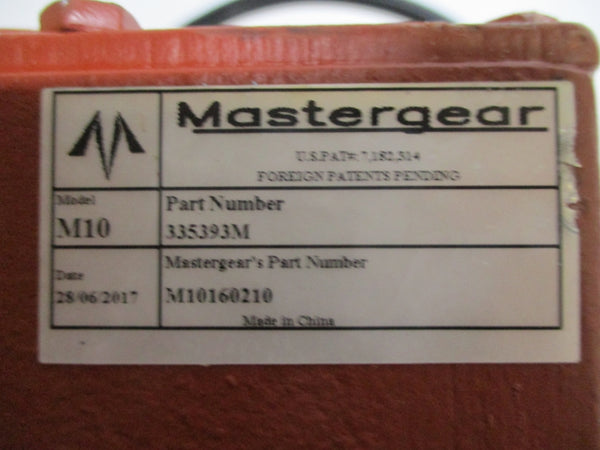 Mastergear
U.S.PAT#: 7,182,314
FOREIGN PATENTS PENDING
Model
M10
Part Number
335393M
Date
28/06/2017
Mastergear's Part Number
M10160210
Made in China